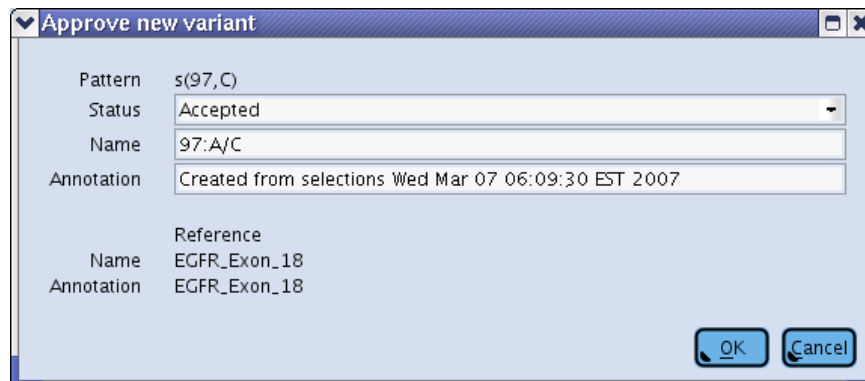 Approve new variant
Pattern s(97,C)
Status Accepted
Name 97:A/C
Annotation Created from selections Wed Mar 07 06:09:30 EST 2007
Reference
Name EGFR_Exon_18
Annotation EGFR_Exon_18
OK Cancel